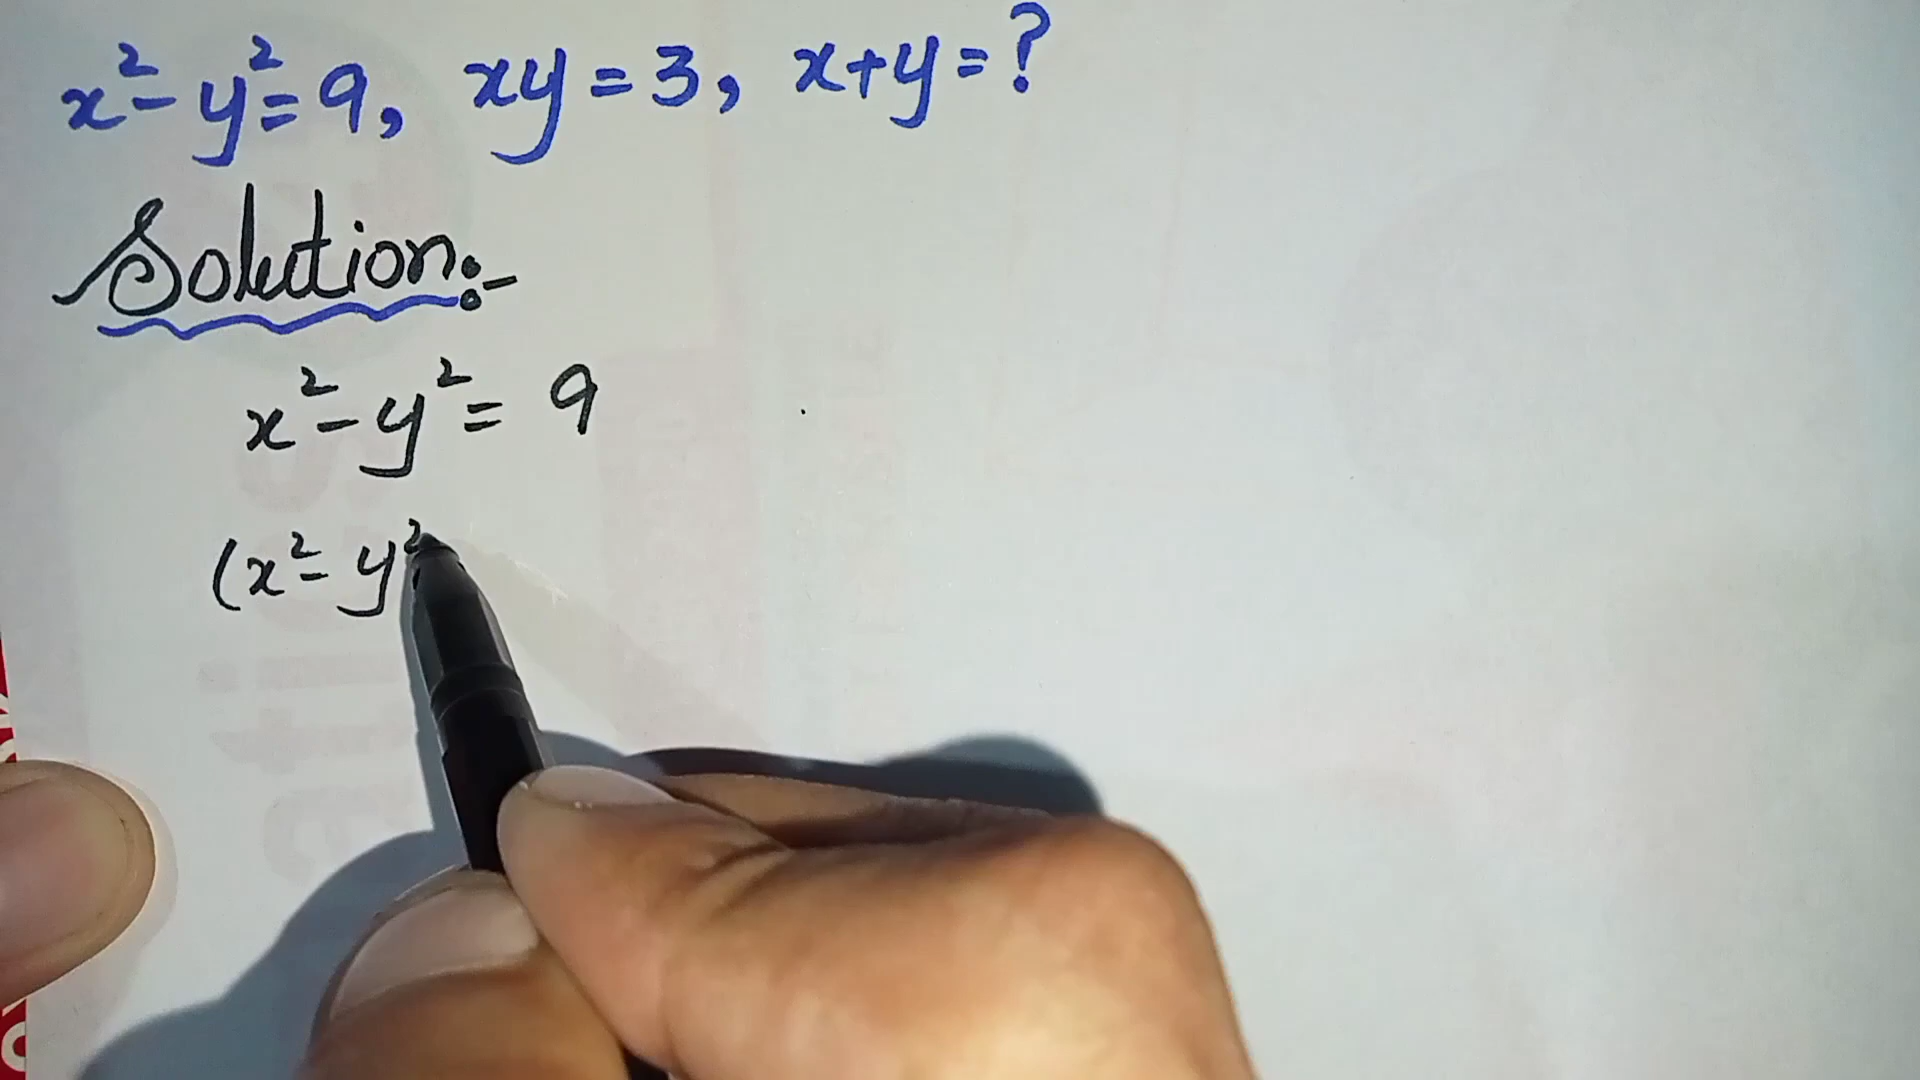 x² - y² = 9, xy = 3, x+y = ?
Solution:-
x² - y² = 9
(x² - y²